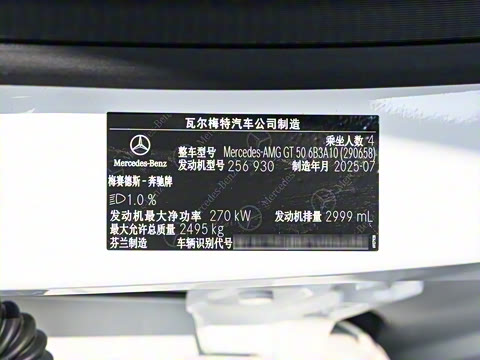 瓦尔梅特汽车公司制造
乘坐人数 4
整车型号 Mercedes-AMG GT 50 6B3A10 (290658)
Mercedes-Benz 发动机型号 256 930 制造年月 2025-07
梅赛德斯-奔驰牌
1.0 %
发动机最大净功率 270 kW 发动机排量 2999 mL
最大允许总质量 2495 kg
芬兰制造 车辆识别代号